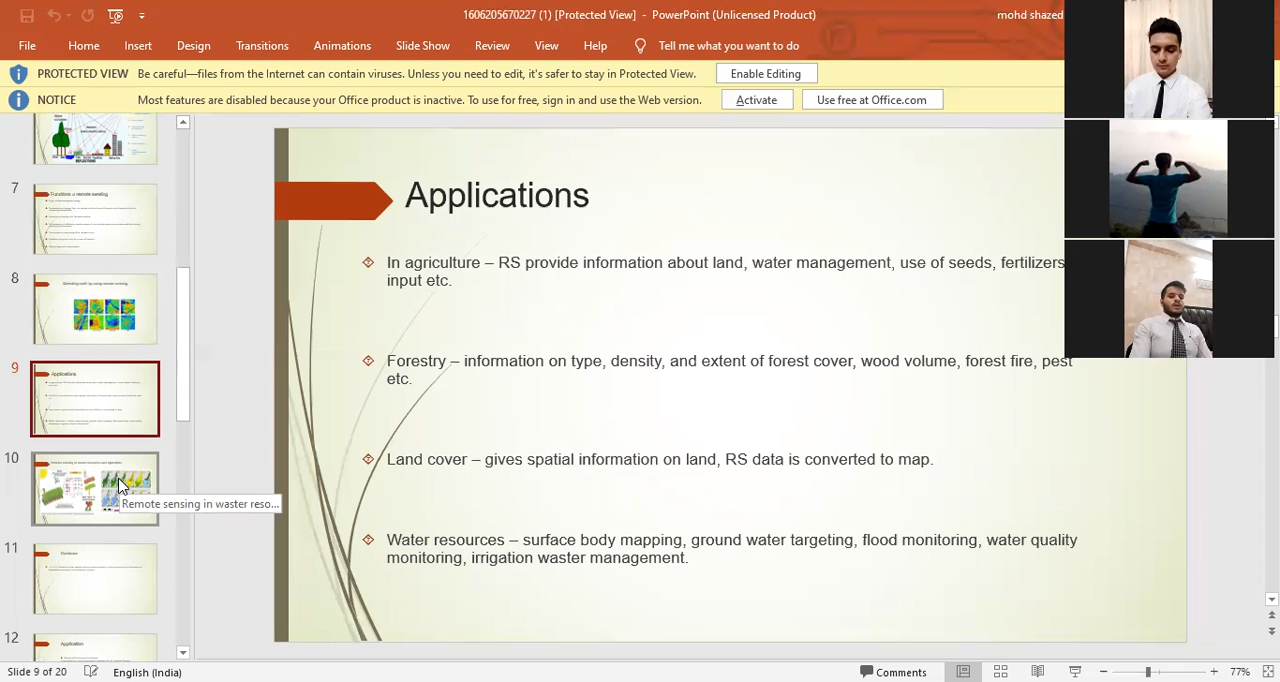 1606205670227 (1) [Protected View] - PowerPoint (Unlicensed Product)
mohd shazed
File Home Insert Design Transitions Animations Slide Show Review View Help Tell me what you want to do
PROTECTED VIEW Be careful—files from the Internet can contain viruses. Unless you need to edit, it's safer to stay in Protected View. Enable Editing
NOTICE Most features are disabled because your Office product is inactive. To use for free, sign in and use the Web version. Activate Use free at Office.com
7
Functions of remote sensing
8
9
Applications
10
Remote sensing in waster reso...
11
12
Application
Applications
In agriculture – RS provide information about land, water management, use of seeds, fertilizers
input etc.
Forestry – information on type, density, and extent of forest cover, wood volume, forest fire, pest
etc.
Land cover – gives spatial information on land, RS data is converted to map.
Water resources – surface body mapping, ground water targeting, flood monitoring, water quality
monitoring, irrigation waster management.
Slide 9 of 20 English (India) Comments 77%